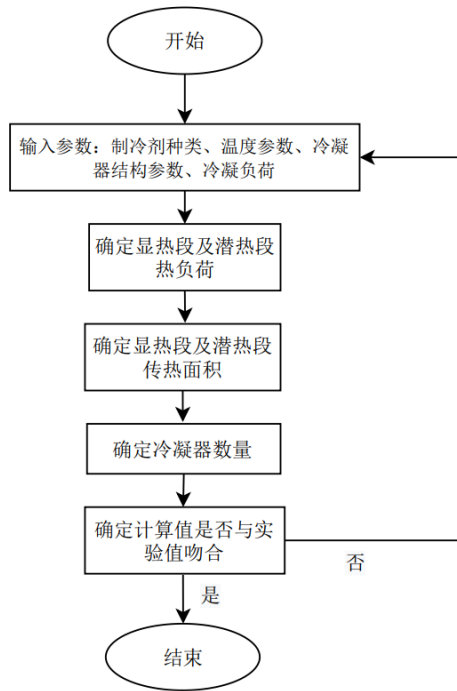 开始
输入参数：制冷剂种类、温度参数、冷凝
器结构参数、冷凝负荷
确定显热段及潜热段
热负荷
确定显热段及潜热段
传热面积
确定冷凝器数量
确定计算值是否与实
验值吻合
否
是
结束